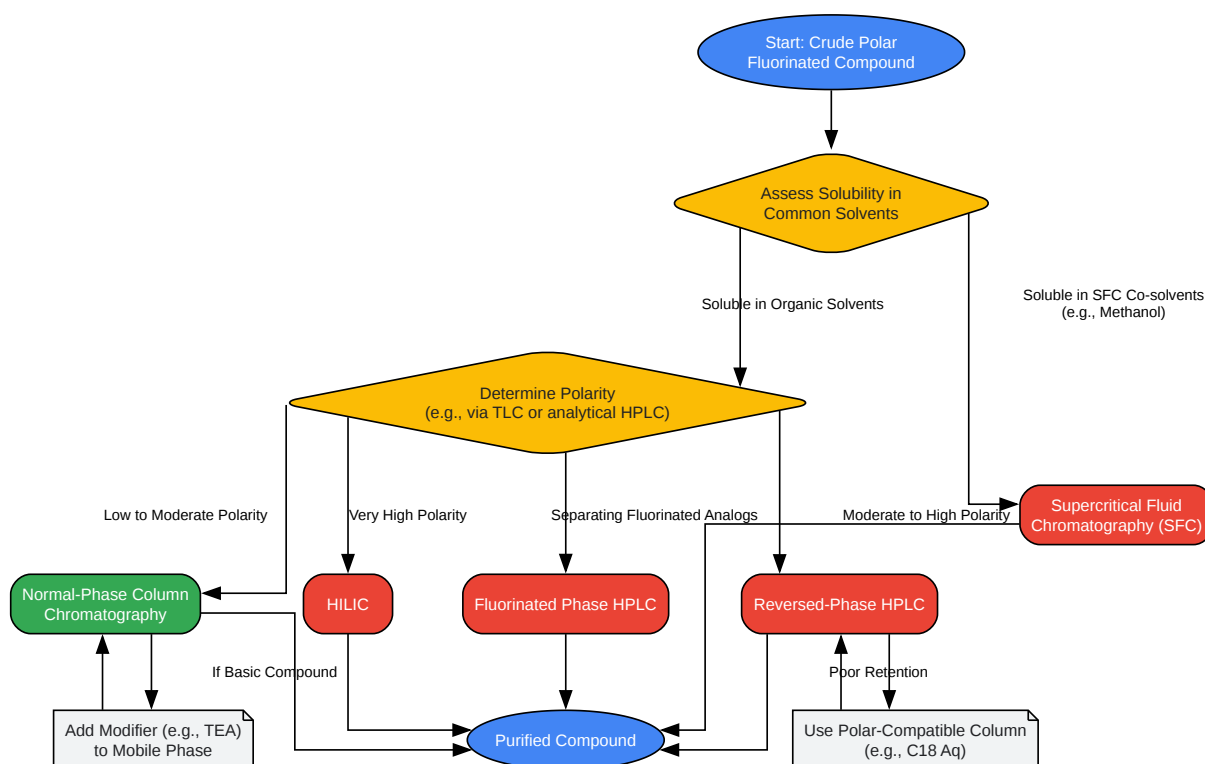 Start: Crude Polar
Fluorinated Compound
Assess Solubility in
Common Solvents
Soluble in Organic Solvents
Soluble in SFC Co-solvents
(e.g., Methanol)
Determine Polarity
(e.g., via TLC or analytical HPLC)
Low to Moderate Polarity
Very High Polarity
Separating Fluorinated Analogs
Moderate to High Polarity
Supercritical Fluid
Chromatography (SFC)
Normal-Phase Column
Chromatography
HILIC
Fluorinated Phase HPLC
Reversed-Phase HPLC
If Basic Compound
Poor Retention
Add Modifier (e.g., TEA)
to Mobile Phase
Purified Compound
Use Polar-Compatible Column
(e.g., C18 Aq)